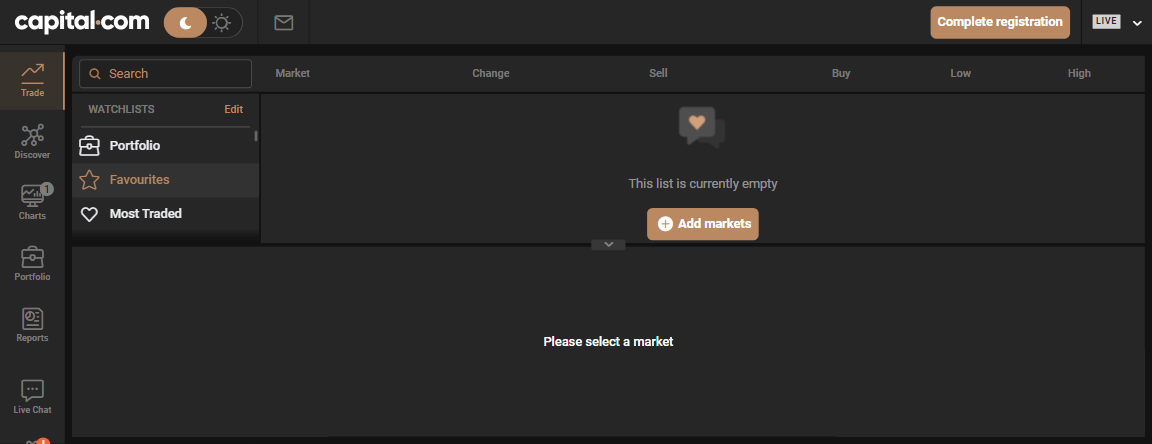 capital.com
Complete registration
LIVE
Trade
Discover
1
Charts
Portfolio
Reports
Live Chat
Search
WATCHLISTS Edit
Portfolio
Favourites
Most Traded
Market Change Sell Buy Low High
This list is currently empty
Add markets
Please select a market